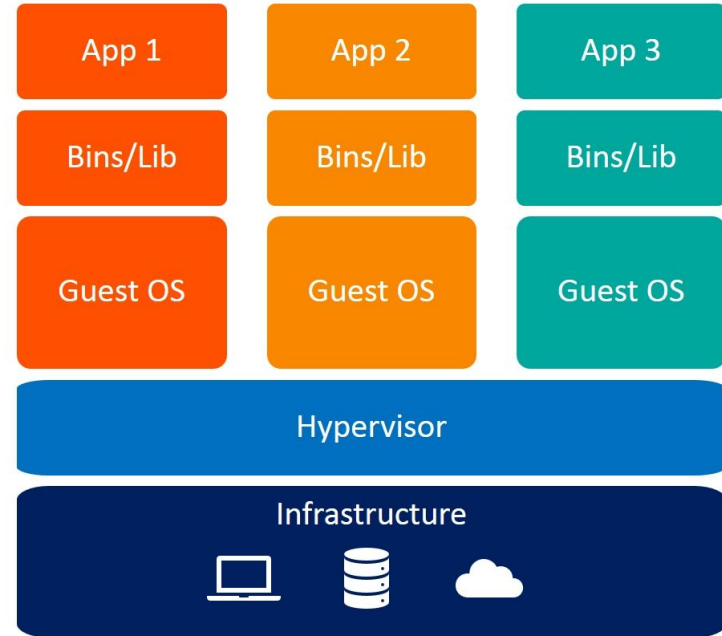 App 1
App 2
App 3
Bins/Lib
Bins/Lib
Bins/Lib
Guest OS
Guest OS
Guest OS
Hypervisor
Infrastructure